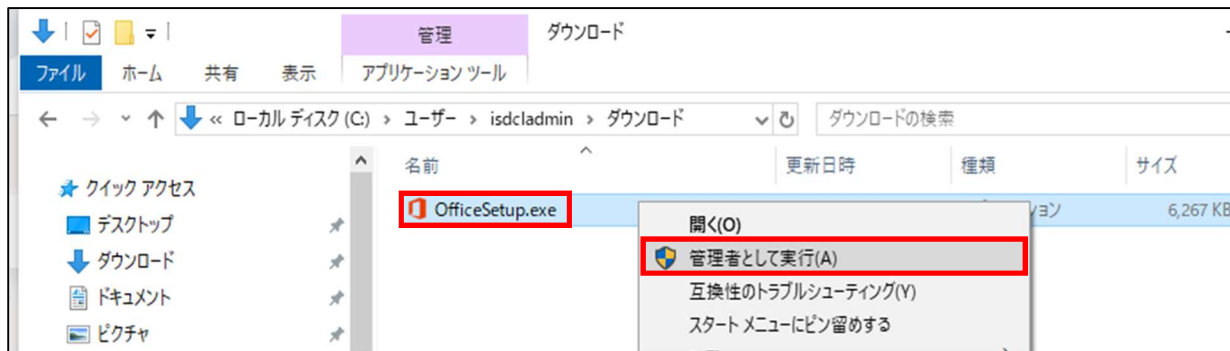 管理 ダウンロード
ファイル ホーム 共有 表示 アプリケーション ツール
« ローカル ディスク (C:) › ユーザー › isdcladmin › ダウンロード ダウンロードの検索
名前 更新日時 種類 サイズ
クイック アクセス
OfficeSetup.exe ション 6,267 KB
デスクトップ 開く(O)
ダウンロード 管理者として実行(A)
ドキュメント 互換性のトラブルシューティング(Y)
ピクチャ スタート メニューにピン留めする